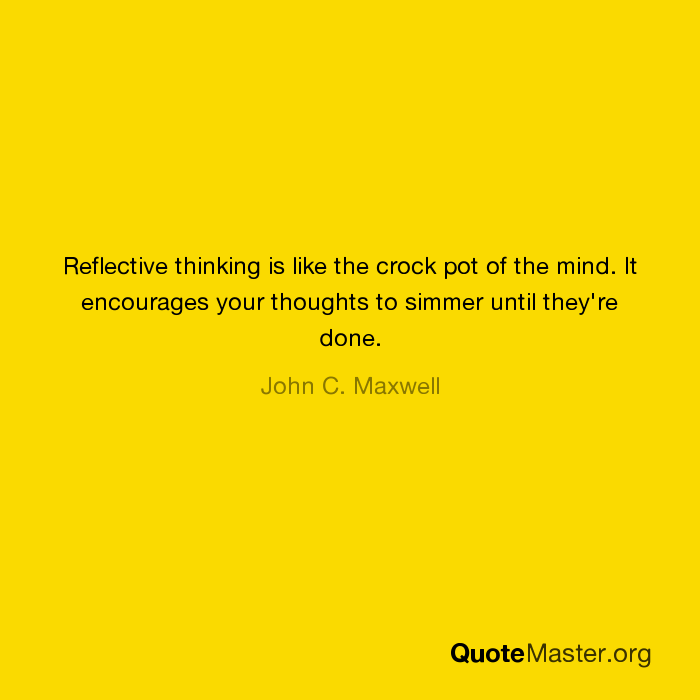 Reflective thinking is like the crock pot of the mind. It
encourages your thoughts to simmer until they're
done.
John C. Maxwell
QuoteMaster.org